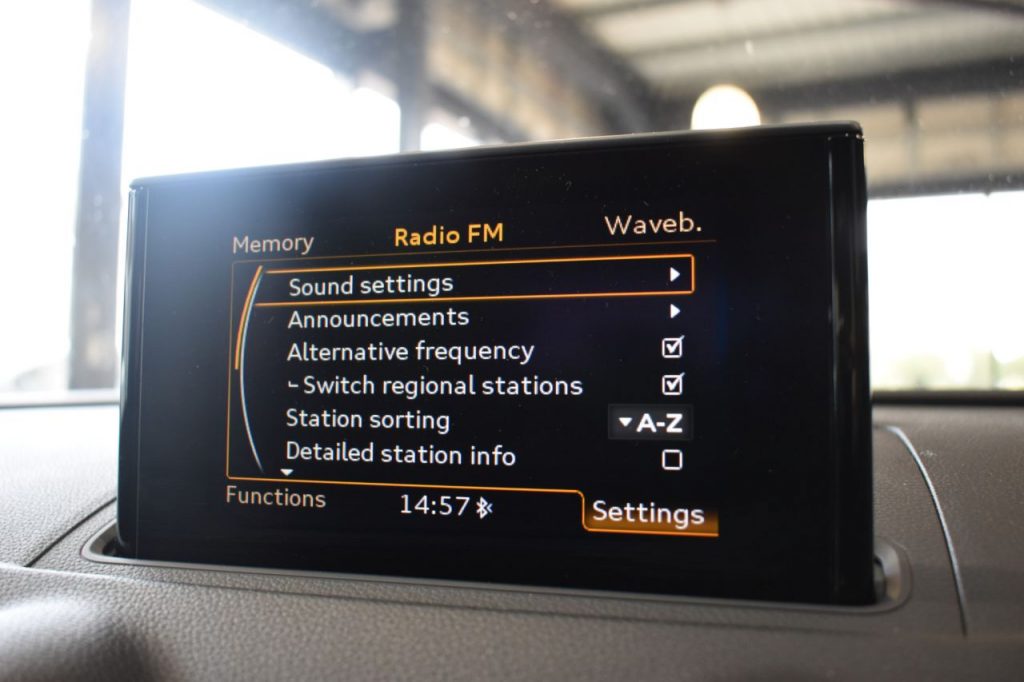 Memory Radio FM Waveb.
Sound settings
Announcements
Alternative frequency
Switch regional stations
Station sorting A-Z
Detailed station info
Functions 14:57 Settings